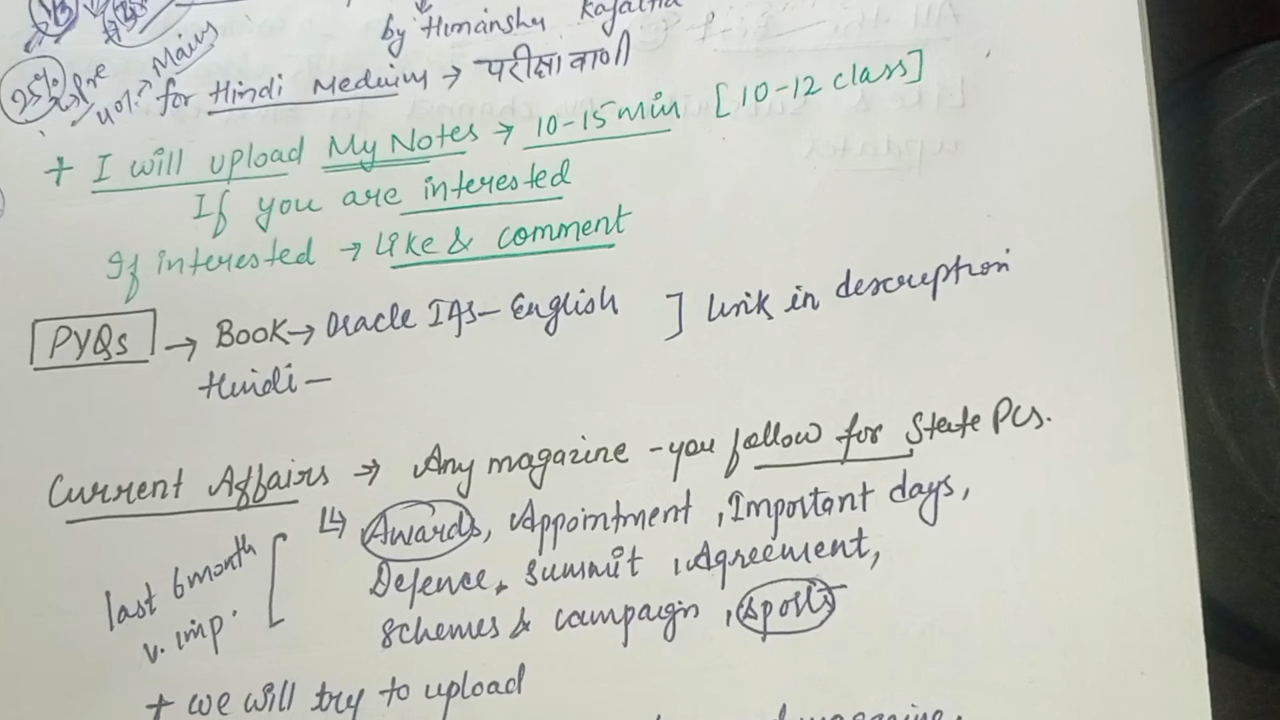 by Himanshu
25% Pre
40%? Mains
for Hindi Medium → परीक्षा वाणी
+ I will upload My Notes → 10-15 min [10-12 class]
If you are interested
If interested → Like & comment
PYQs → Book → Oracle IAS - English ] link in description
Hindi -
Current Affairs → Any magazine - you follow for State PCS.
last 6 month v. imp. [ ↳ Awards, Appointment, Important days,
Defence, Summit, Agreement,
Schemes & campaign, Sports
+ we will try to upload